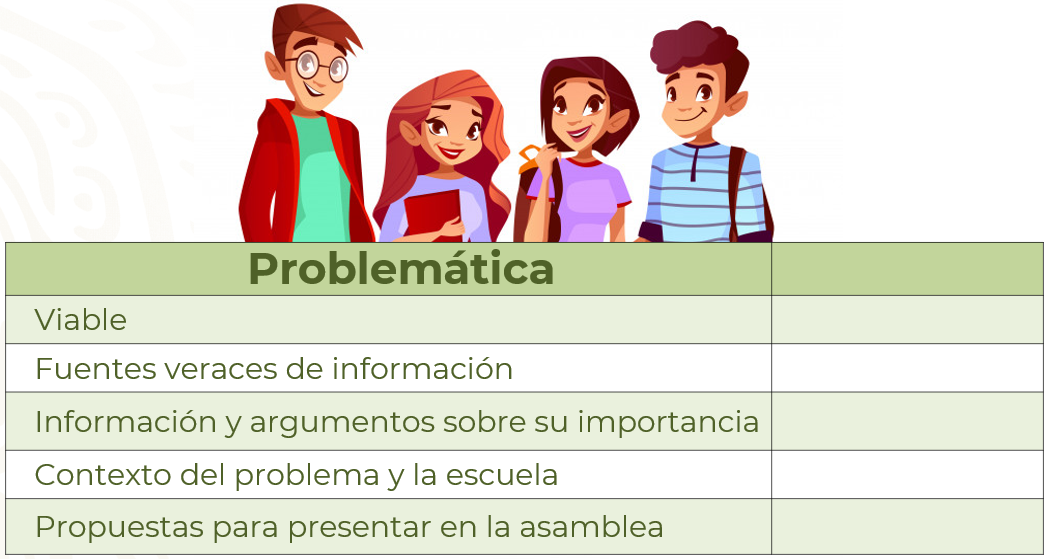 Problemática
Viable
Fuentes veraces de información
Información y argumentos sobre su importancia
Contexto del problema y la escuela
Propuestas para presentar en la asamblea